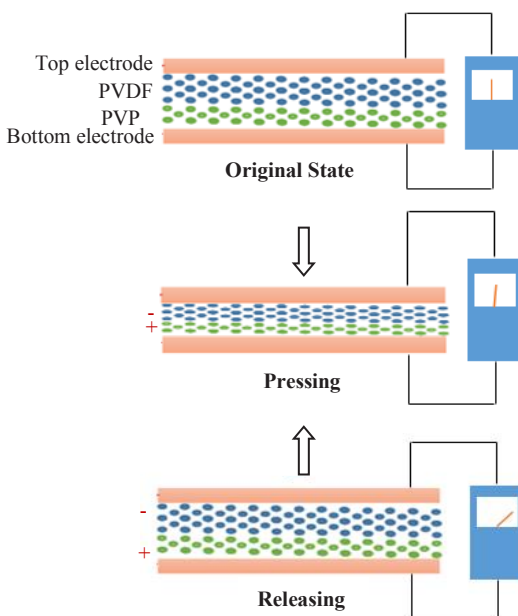 Top electrode
PVDF
PVP
Bottom electrode
Original State
-
+
Pressing
-
+
Releasing